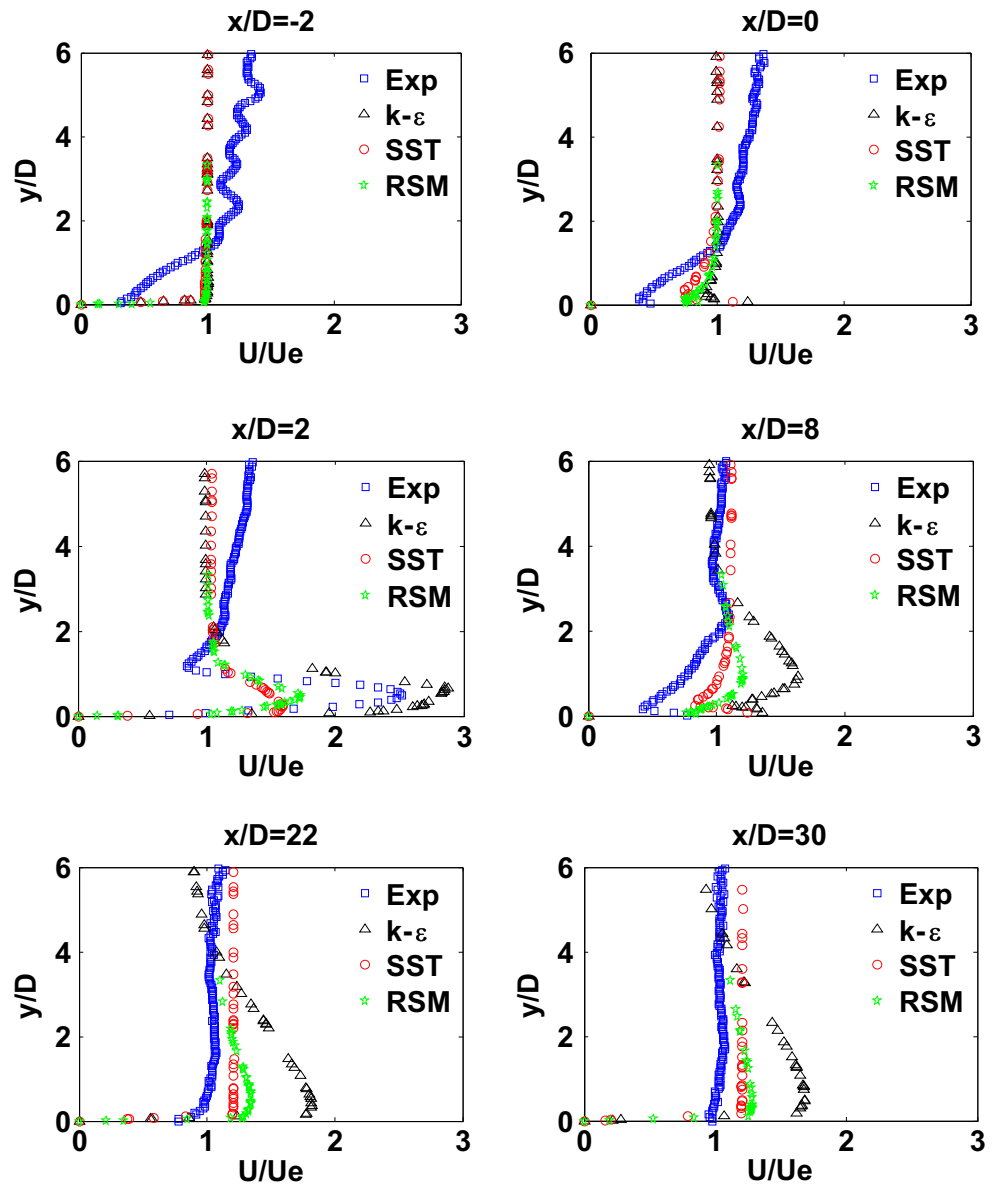 x/D=-2
6
4
2
0
y/D
0
1
2
3
U/Ue
Exp
k-ε
SST
RSM
x/D=0
6
4
2
0
y/D
0
1
2
3
U/Ue
Exp
k-ε
SST
RSM
x/D=2
6
4
2
0
y/D
0
1
2
3
U/Ue
Exp
k-ε
SST
RSM
x/D=8
6
4
2
0
y/D
0
1
2
3
U/Ue
Exp
k-ε
SST
RSM
x/D=22
6
4
2
0
y/D
0
1
2
3
U/Ue
Exp
k-ε
SST
RSM
x/D=30
6
4
2
0
y/D
0
1
2
3
U/Ue
Exp
k-ε
SST
RSM